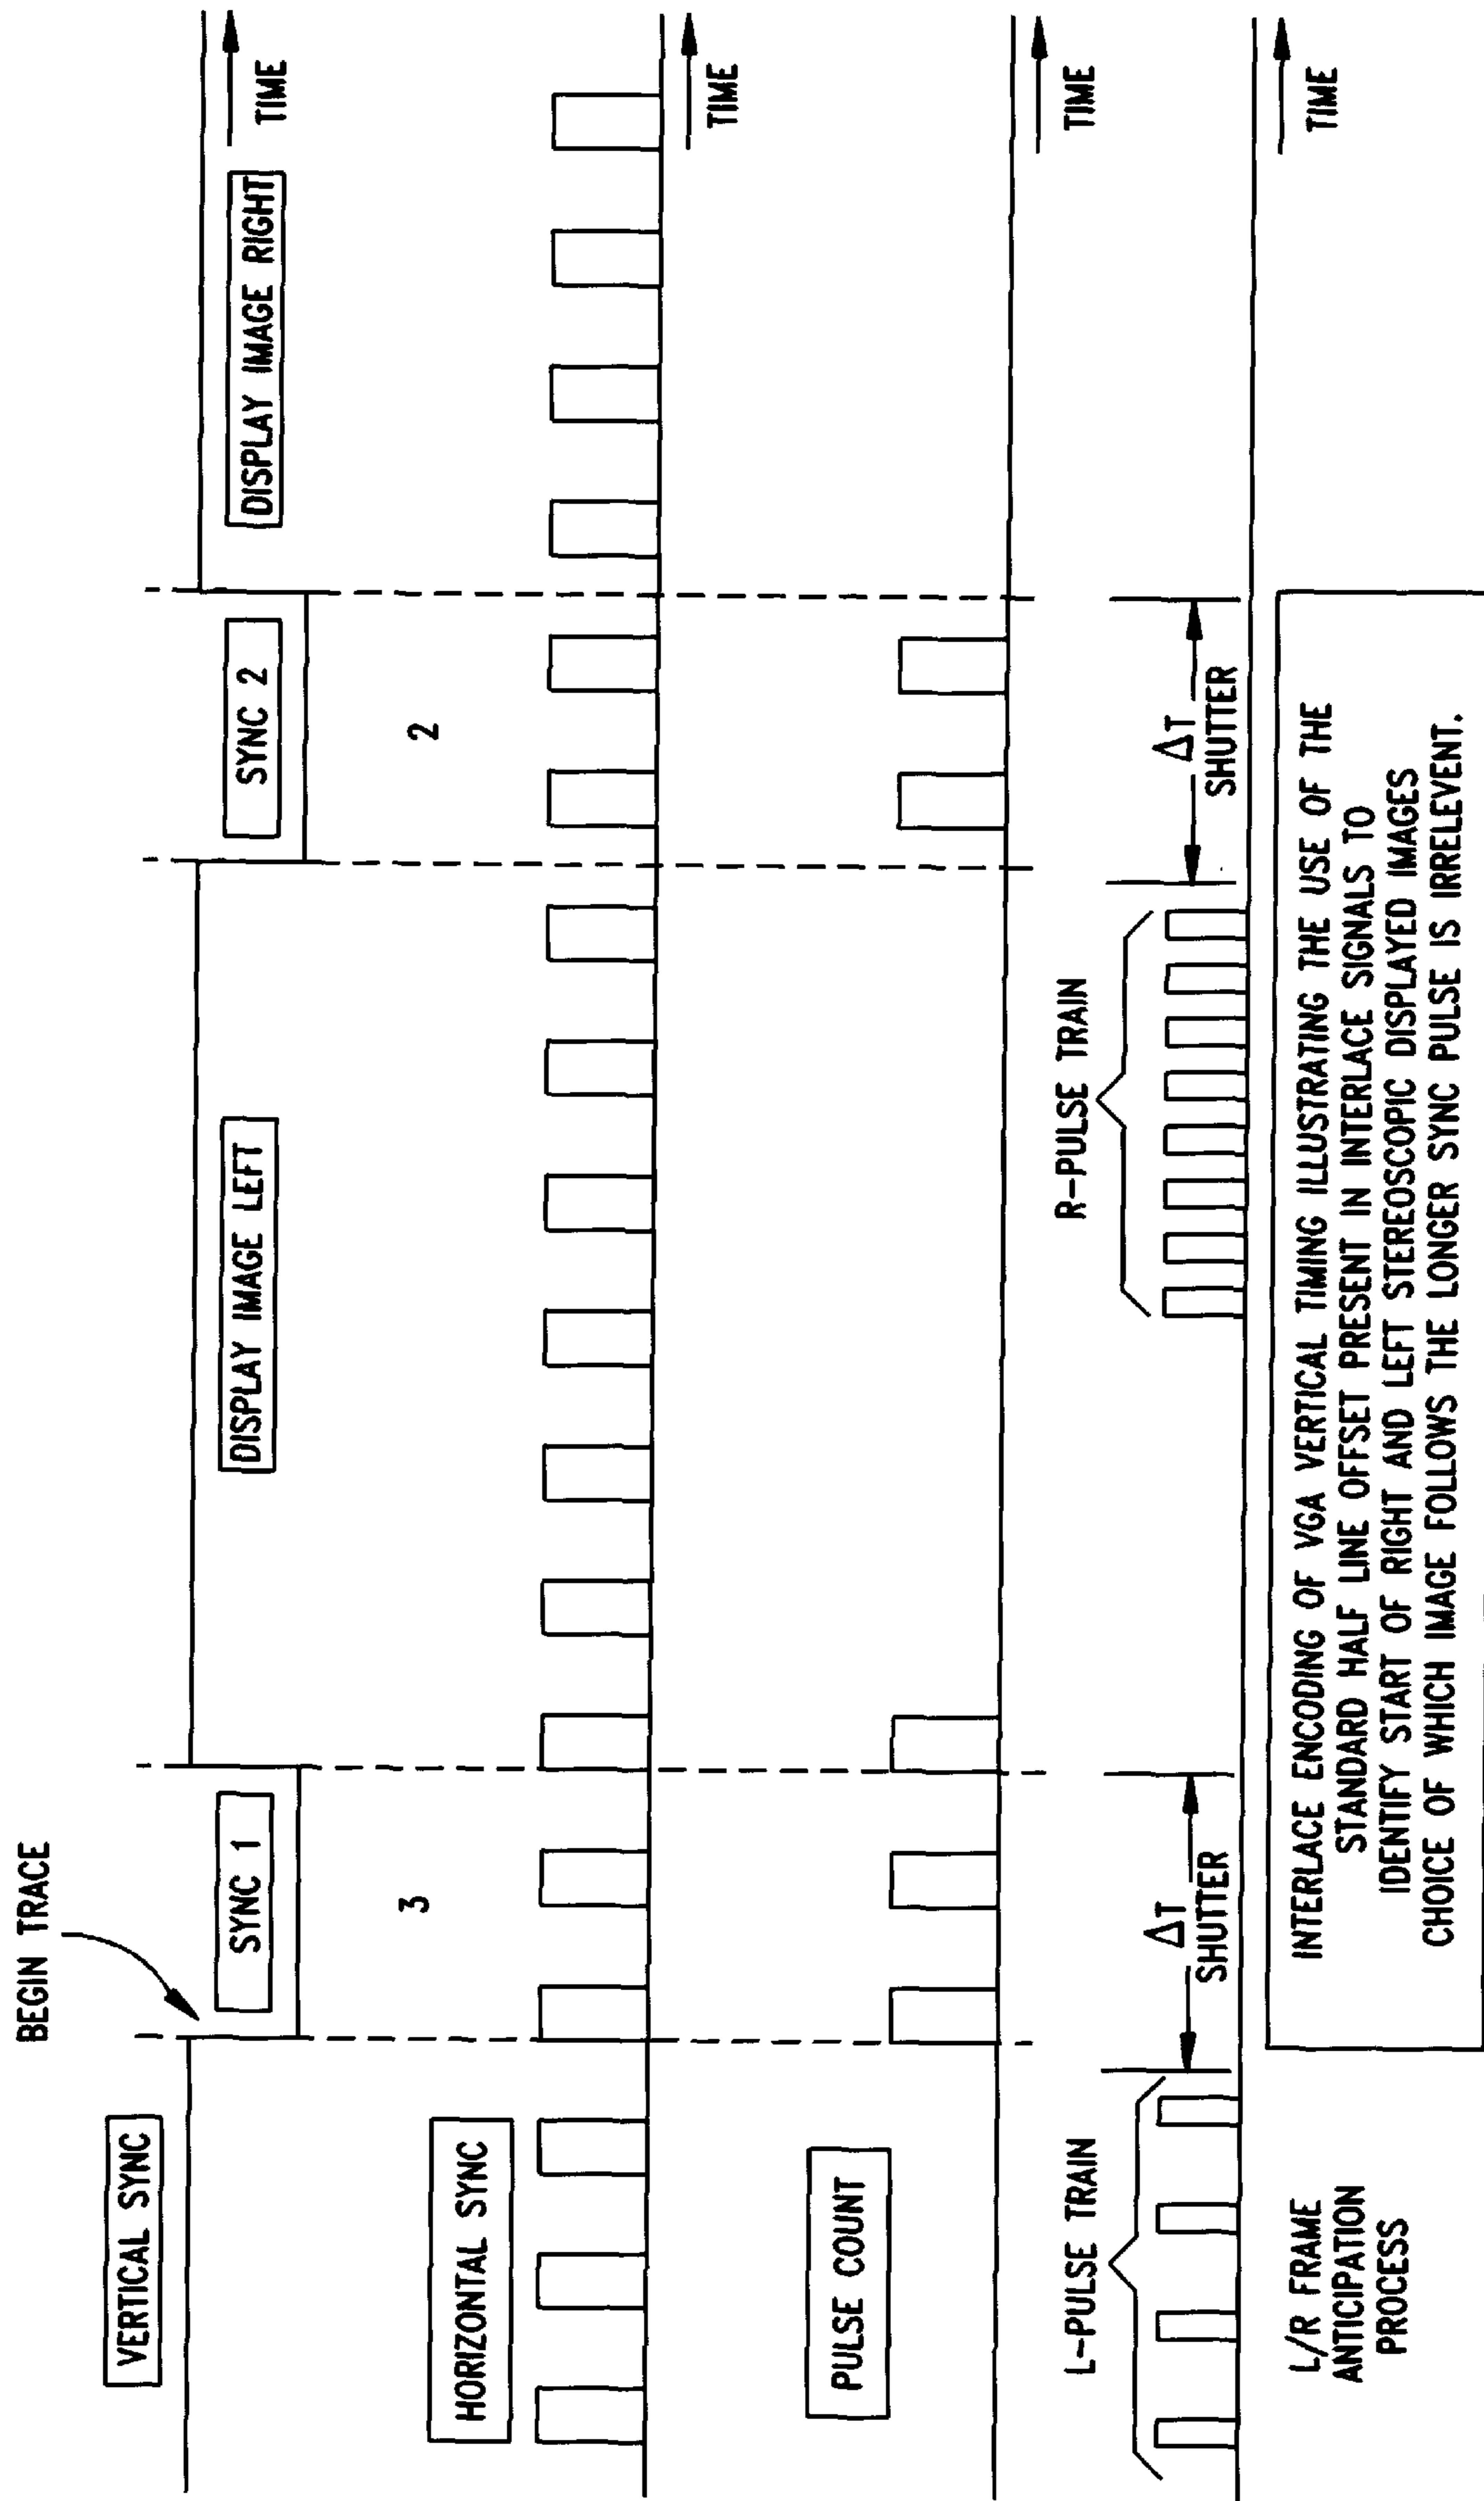 BEGIN TRACE
VERTICAL SYNC
SYNC 1
DISPLAY IMAGE LEFT
SYNC 2
DISPLAY IMAGE RIGHT
TIME
3
2
HORIZONTAL SYNC
TIME
PULSE COUNT
TIME
L-PULSE TRAIN
R-PULSE TRAIN
ΔT
SHUTTER
ΔT
SHUTTER
TIME
L/R FRAME
ANTICIPATION
PROCESS
INTERLACE ENCODING OF VGA VERTICAL TIMING ILLUSTRATING THE USE OF THE
STANDARD HALF LINE OFFSET PRESENT IN INTERLACE SIGNALS TO
IDENTIFY START OF RIGHT AND LEFT STEREOSCOPIC DISPLAYED IMAGES
CHOICE OF WHICH IMAGE FOLLOWS THE LONGER SYNC PULSE IS IRRELEVENT.